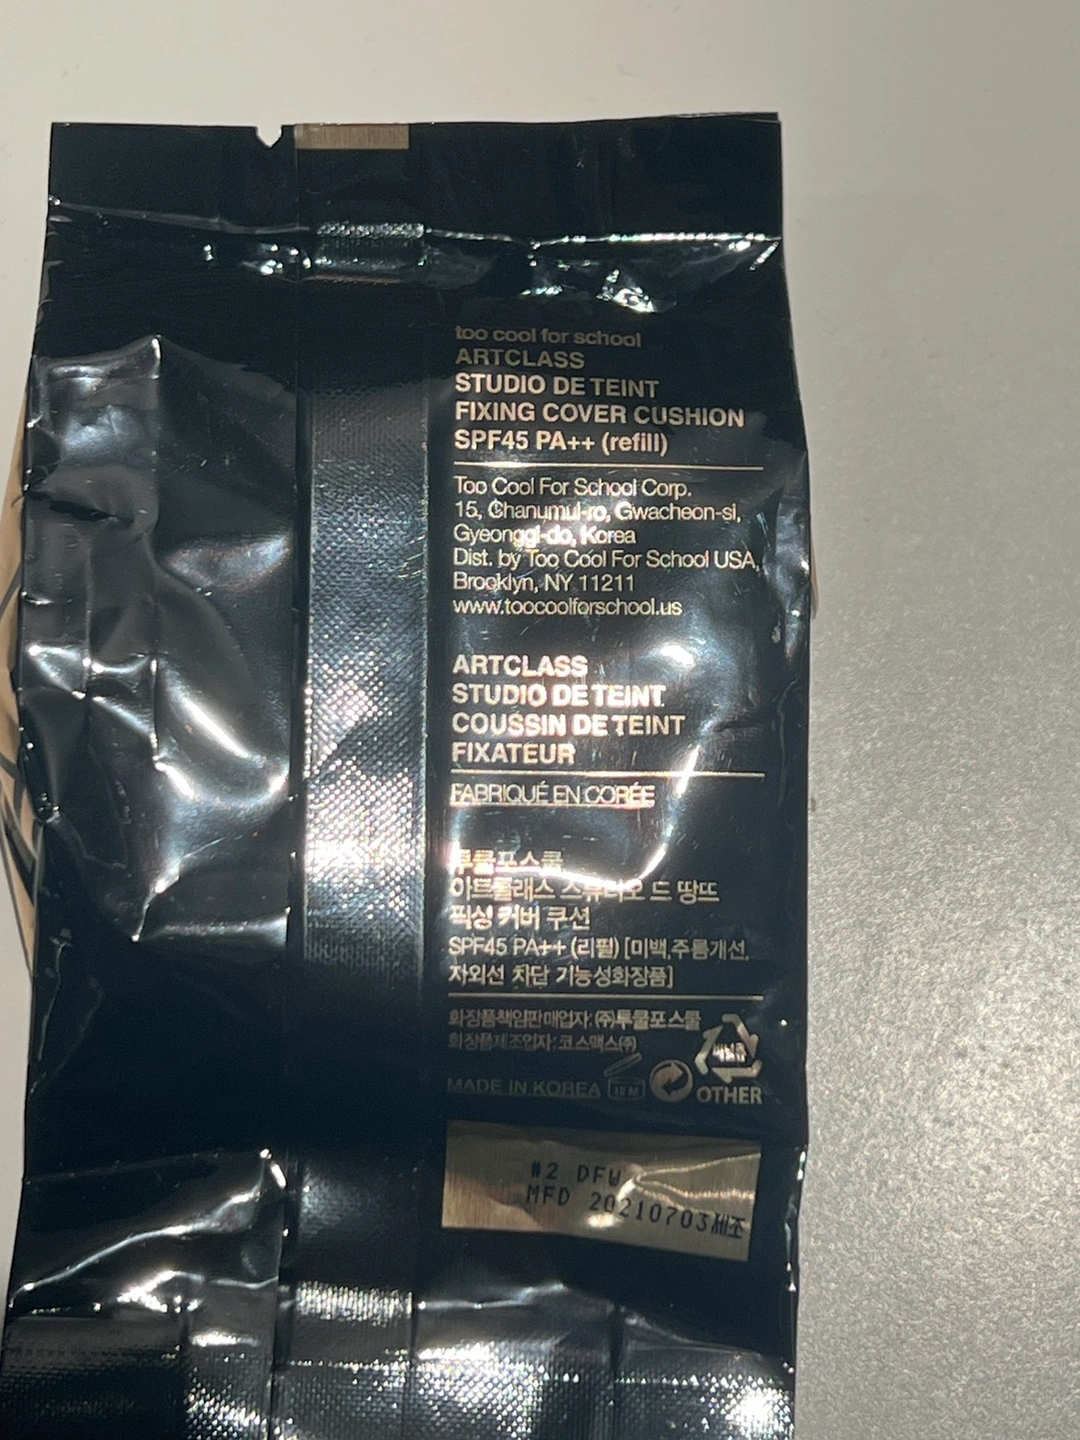 too cool for school
ARTCLASS
STUDIO DE TEINT
FIXING COVER CUSHION
SPF45 PA++ (refill)
Too Cool For School Corp.
15, Chanumul-ro, Gwacheon-si,
Gyeonggi-do, Korea
Dist. by Too Cool For School USA,
Brooklyn, NY 11211
www.toocoolforschool.us
ARTCLASS
STUDIO DE TEINT
COUSSIN DE TEINT
FIXATEUR
FABRIQUÉ EN CORÉE
투쿨포스쿨
아트클래스 스튜디오 드 땅뜨
픽싱 커버 쿠션
SPF45 PA++ (리필) [미백,주름개선,
자외선 차단 기능성화장품]
화장품책임판매업자: (주)투쿨포스쿨
화장품제조업자: 코스맥스(주)
MADE IN KOREA 12 M
비닐류
OTHER
#2 DFW
MFD 20210703제조